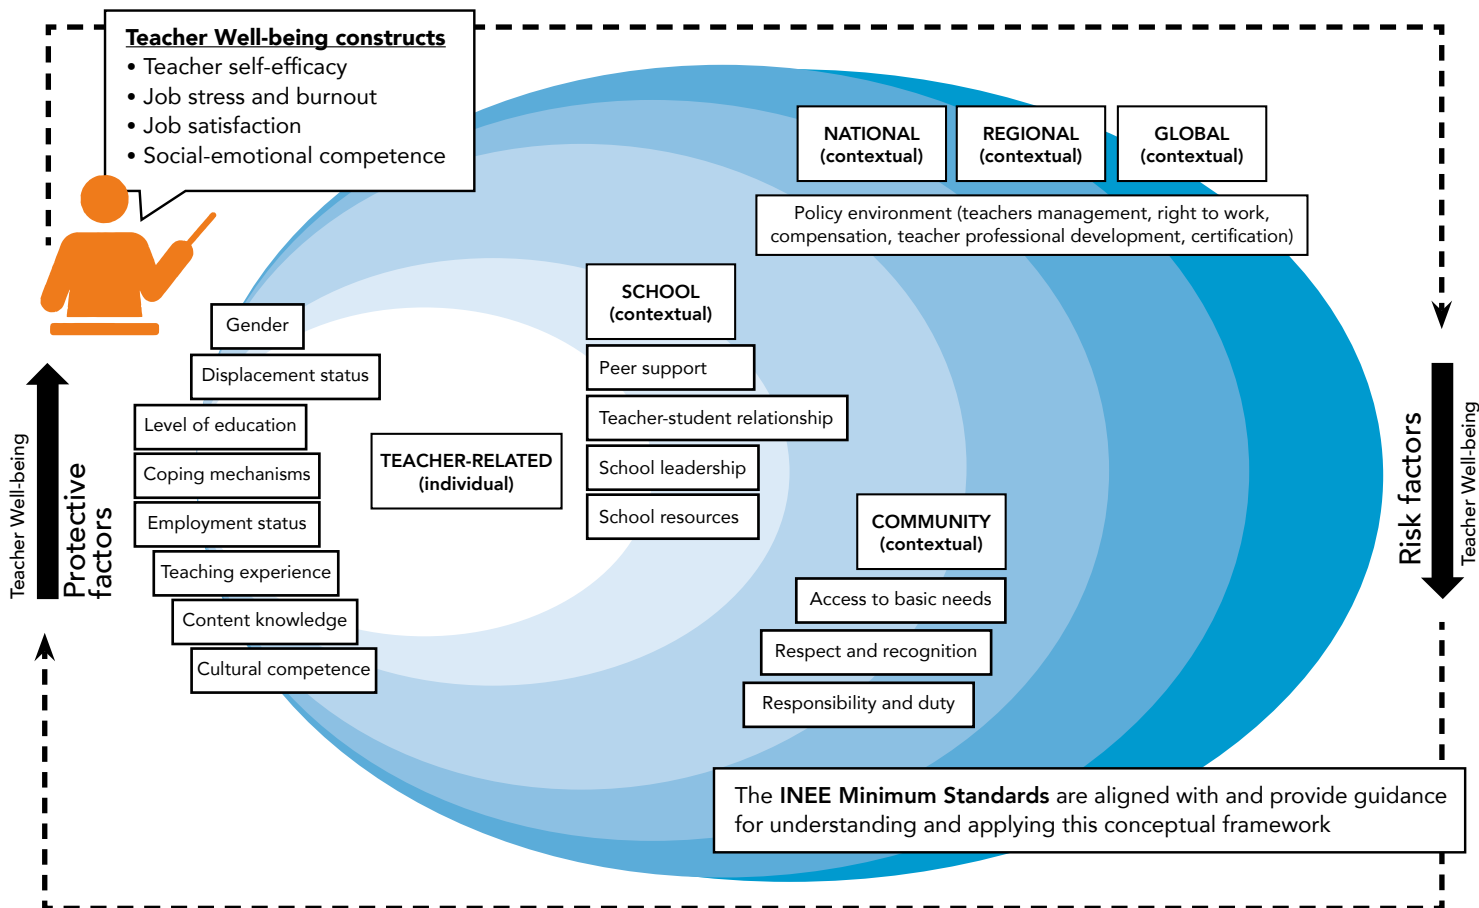 Teacher Well-being constructs
• Teacher self-efficacy
• Job stress and burnout
• Job satisfaction
• Social-emotional competence
NATIONAL
(contextual)
REGIONAL
(contextual)
GLOBAL
(contextual)
Policy environment (teachers management, right to work,
compensation, teacher professional development, certification)
SCHOOL
(contextual)
Peer support
Teacher-student relationship
School leadership
School resources
Gender
Displacement status
Level of education
Coping mechanisms
Employment status
Teaching experience
Content knowledge
Cultural competence
TEACHER-RELATED
(individual)
COMMUNITY
(contextual)
Access to basic needs
Respect and recognition
Responsibility and duty
Teacher Well-being
Protective
factors
Risk factors
Teacher Well-being
The INEE Minimum Standards are aligned with and provide guidance
for understanding and applying this conceptual framework